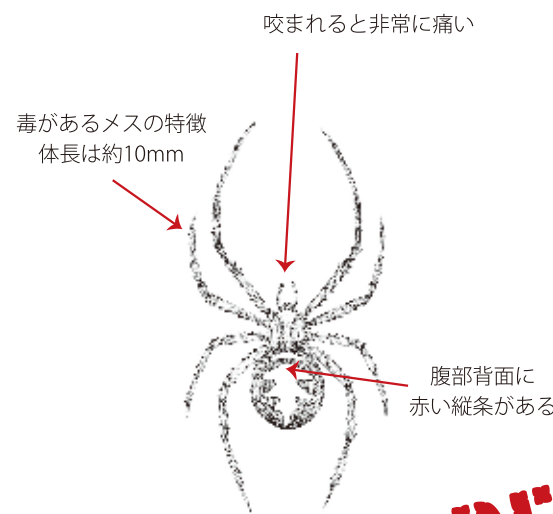 咬まれると非常に痛い
毒があるメスの特徴
体長は約10mm
腹部背面に
赤い縦条がある